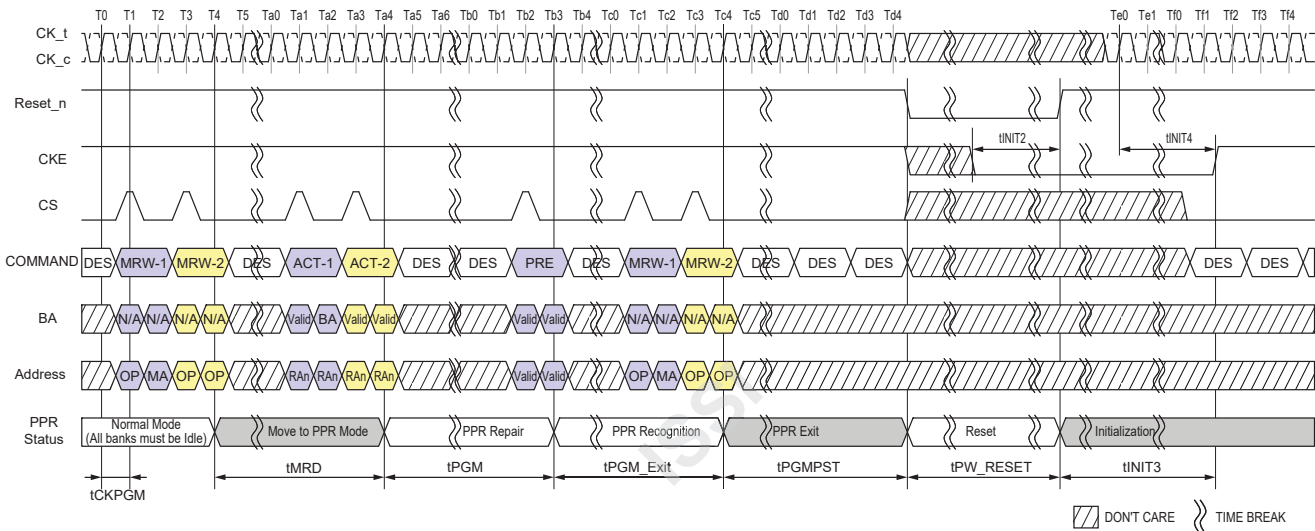 T0 T1 T2 T3 T4 T5 Ta0 Ta1 Ta2 Ta3 Ta4 Ta5 Ta6 Tb0 Tb1 Tb2 Tb3 Tb4 Tc0 Tc1 Tc2 Tc3 Tc4 Tc5 Td0 Td1 Td2 Td3 Td4 Te0 Te1 Tf0 Tf1 Tf2 Tf3 Tf4
CK_t
CK_c
Reset_n
CKE tINIT2 tINIT4
CS
COMMAND DES MRW-1 MRW-2 DES ACT-1 ACT-2 DES DES PRE DES MRW-1 MRW-2 DES DES DES DES DES
BA N/A N/A N/A N/A Valid BA Valid Valid Valid Valid N/A N/A N/A N/A
Address OP MA OP OP RAn RAn RAn RAn Valid Valid OP MA OP OP
PPR
Status
Normal Mode
(All banks must be Idle)
Move to PPR Mode PPR Repair PPR Recognition PPR Exit Reset Initialization
tMRD tPGM tPGM_Exit tPGMPST tPW_RESET tINIT3
tCKPGM
ISSI
DON'T CARE TIME BREAK